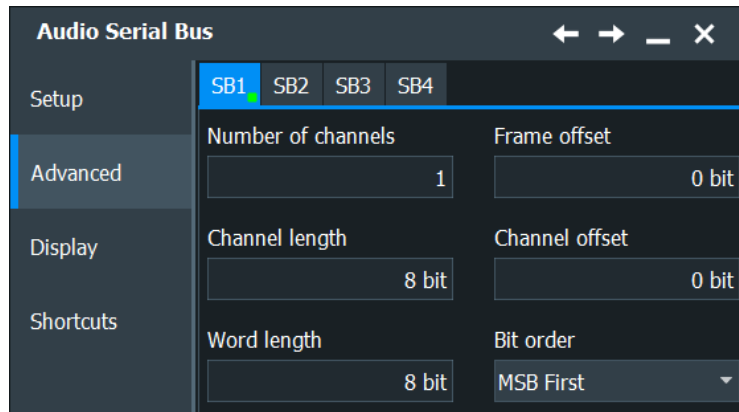 Audio Serial Bus
Setup
Advanced
Display
Shortcuts
SB1 SB2 SB3 SB4
Number of channels
1
Frame offset
0 bit
Channel length
8 bit
Channel offset
0 bit
Word length
8 bit
Bit order
MSB First